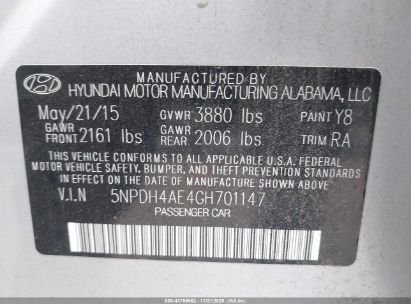 MANUFACTURED BY
HYUNDAI MOTOR MANUFACTURING ALABAMA, LLC
May/21/15 GVWR 3880 lbs PAINT Y8
GAWR FRONT 2161 lbs GAWR REAR 2006 lbs TRIM RA
THIS VEHICLE CONFORMS TO ALL APPLICABLE U.S.A. FEDERAL
MOTOR VEHICLE SAFETY, BUMPER, AND THEFT PREVENTION STANDARDS
IN EFFECT ON THE DATE OF MANUFACTURE SHOWN ABOVE.
V.I.N 5NPDH4AE4GH701147
PASSENGER CAR